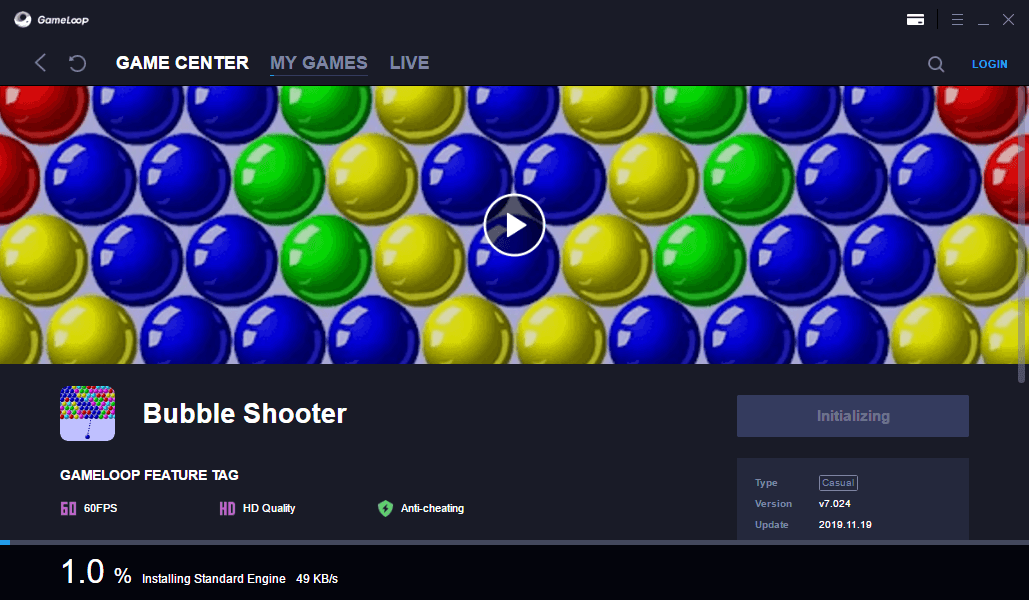 GameLoop
GAME CENTER MY GAMES LIVE LOGIN
Bubble Shooter
Initializing
GAMELOOP FEATURE TAG
60 60FPS HD HD Quality Anti-cheating
Type Casual
Version v7.024
Update 2019.11.19
1.0 % Installing Standard Engine 49 KB/s